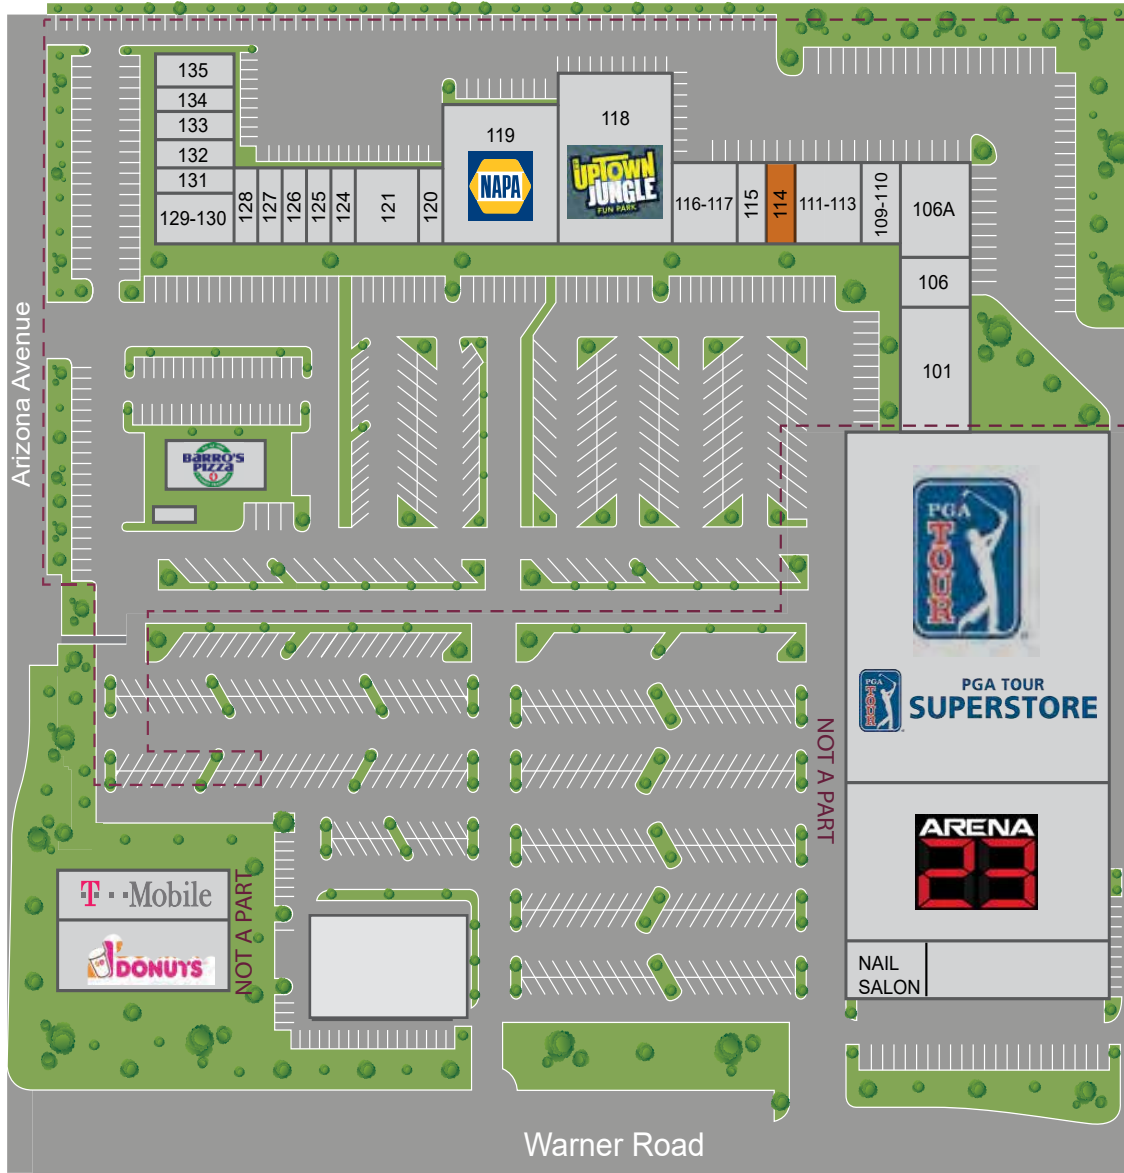 135
134
133
132
131
129-130
128
127
126
125
124
121
120
119
NAPA
118
UPTOWN
JUNGLE
FUN PARK
116-117
115
114
111-113
109-110
106A
106
101
Arizona Avenue
BARRO'S
PIZZA
PGA
TOUR
PGA
TOUR
PGA TOUR
SUPERSTORE
NOT A PART
ARENA
23
T··Mobile
DONUTS
NOT A PART
NAIL
SALON
Warner Road